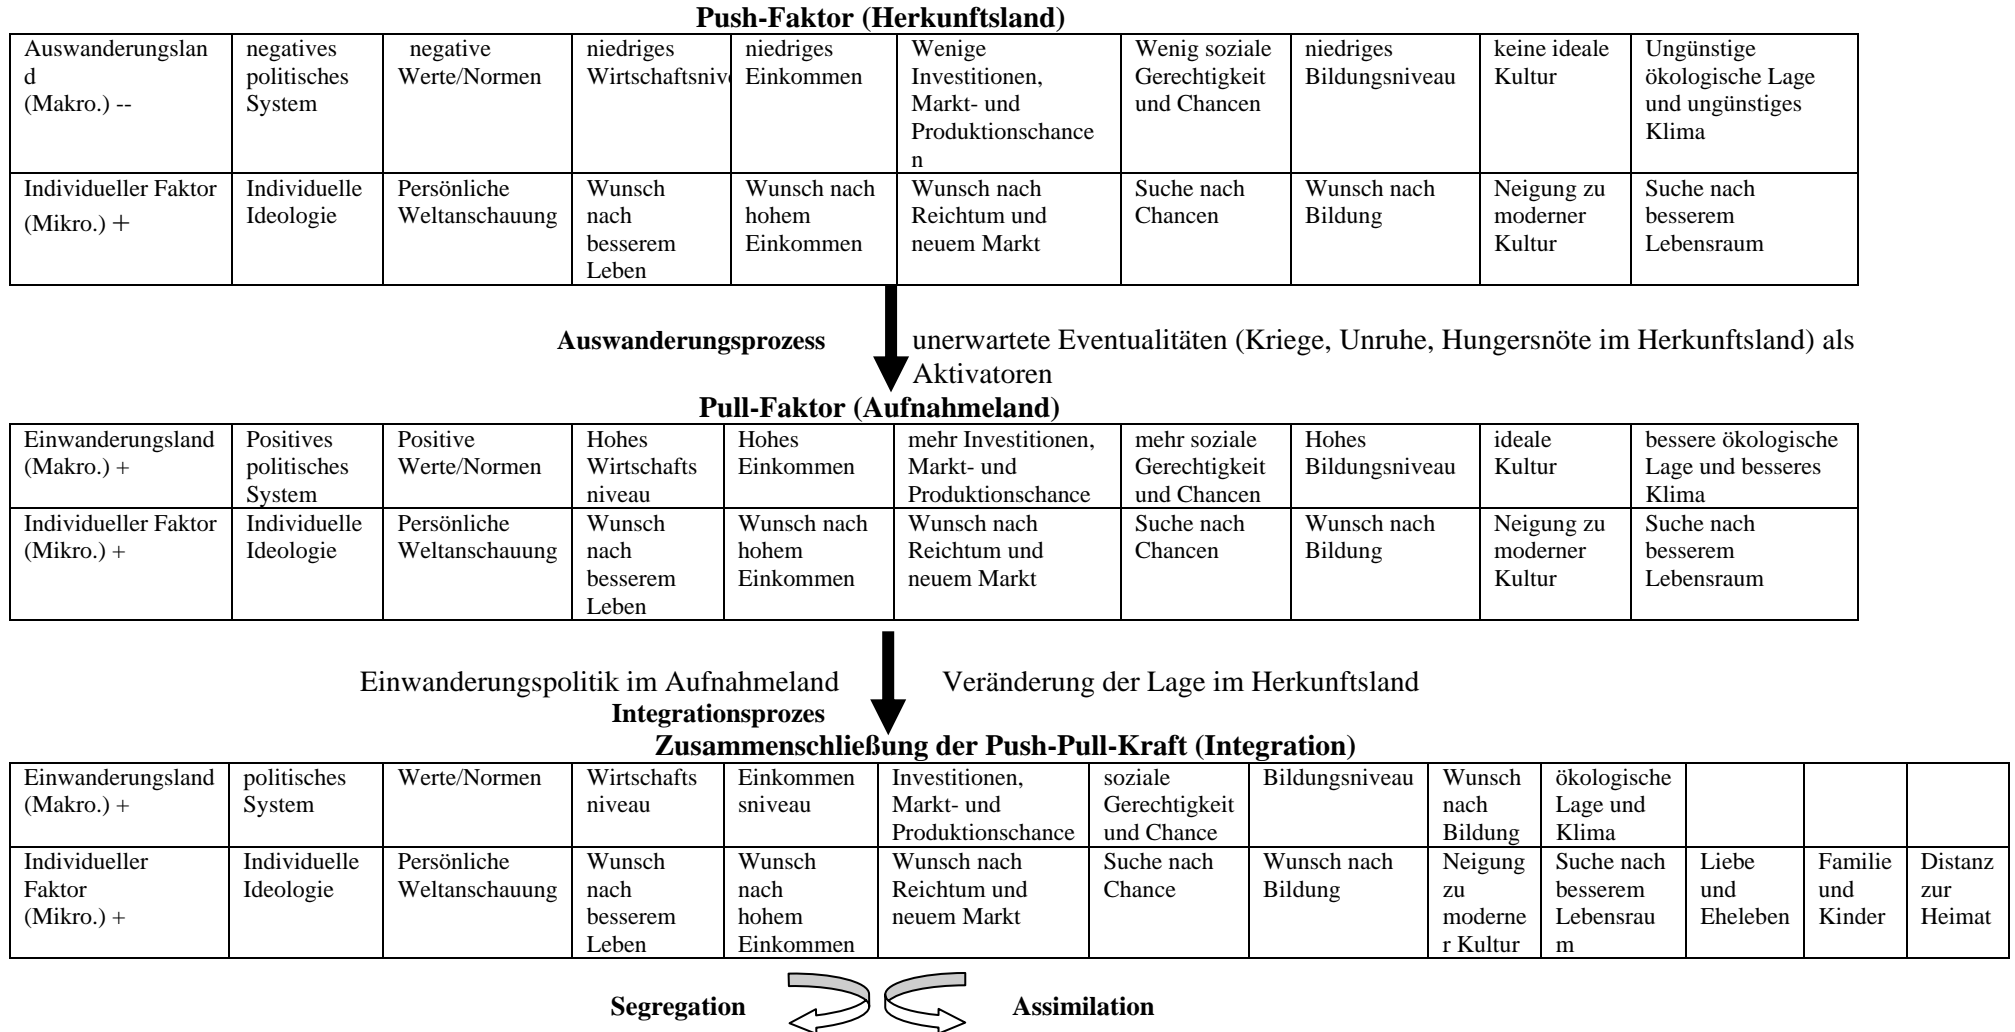 Push-Faktor (Herkunftsland)
Auswanderungslan
d
(Makro.) --
negatives
politisches
System
negative
Werte/Normen
niedriges
Wirtschaftsniv
niedriges
Einkommen
Wenige
Investitionen,
Markt- und
Produktionschance
n
Wenig soziale
Gerechtigkeit
und Chancen
niedriges
Bildungsniveau
keine ideale
Kultur
Ungünstige
ökologische Lage
und ungünstiges
Klima
Individueller Faktor
(Mikro.) +
Individuelle
Ideologie
Persönliche
Weltanschauung
Wunsch
nach
besserem
Leben
Wunsch nach
hohem
Einkommen
Wunsch nach
Reichtum und
neuem Markt
Suche nach
Chancen
Wunsch nach
Bildung
Neigung zu
moderner
Kultur
Suche nach
besserem
Lebensraum
Auswanderungsprozess
unerwartete Eventualitäten (Kriege, Unruhe, Hungersnöte im Herkunftsland) als
Aktivatoren
Pull-Faktor (Aufnahmeland)
Einwanderungsland
(Makro.) +
Positives
politisches
System
Positive
Werte/Normen
Hohes
Wirtschafts
niveau
Hohes
Einkommen
mehr Investitionen,
Markt- und
Produktionschance
mehr soziale
Gerechtigkeit
und Chancen
Hohes
Bildungsniveau
ideale
Kultur
bessere ökologische
Lage und besseres
Klima
Individueller Faktor
(Mikro.) +
Individuelle
Ideologie
Persönliche
Weltanschauung
Wunsch
nach
besserem
Leben
Wunsch nach
hohem
Einkommen
Wunsch nach
Reichtum und
neuem Markt
Suche nach
Chancen
Wunsch nach
Bildung
Neigung zu
moderner
Kultur
Suche nach
besserem
Lebensraum
Einwanderungspolitik im Aufnahmeland
Veränderung der Lage im Herkunftsland
Integrationsprozes
Zusammenschließung der Push-Pull-Kraft (Integration)
Einwanderungsland
(Makro.) +
politisches
System
Werte/Normen
Wirtschafts
niveau
Einkommen
sniveau
Investitionen,
Markt- und
Produktionschance
soziale
Gerechtigkeit
und Chance
Bildungsniveau
Wunsch
nach
Bildung
ökologische
Lage und
Klima
Individueller
Faktor
(Mikro.) +
Individuelle
Ideologie
Persönliche
Weltanschauung
Wunsch
nach
besserem
Leben
Wunsch
nach
hohem
Einkommen
Wunsch nach
Reichtum und
neuem Markt
Suche nach
Chance
Wunsch nach
Bildung
Neigung
zu
moderne
r Kultur
Suche nach
besserem
Lebensrau
m
Liebe
und
Eheleben
Familie
und
Kinder
Distanz
zur
Heimat
Segregation
Assimilation